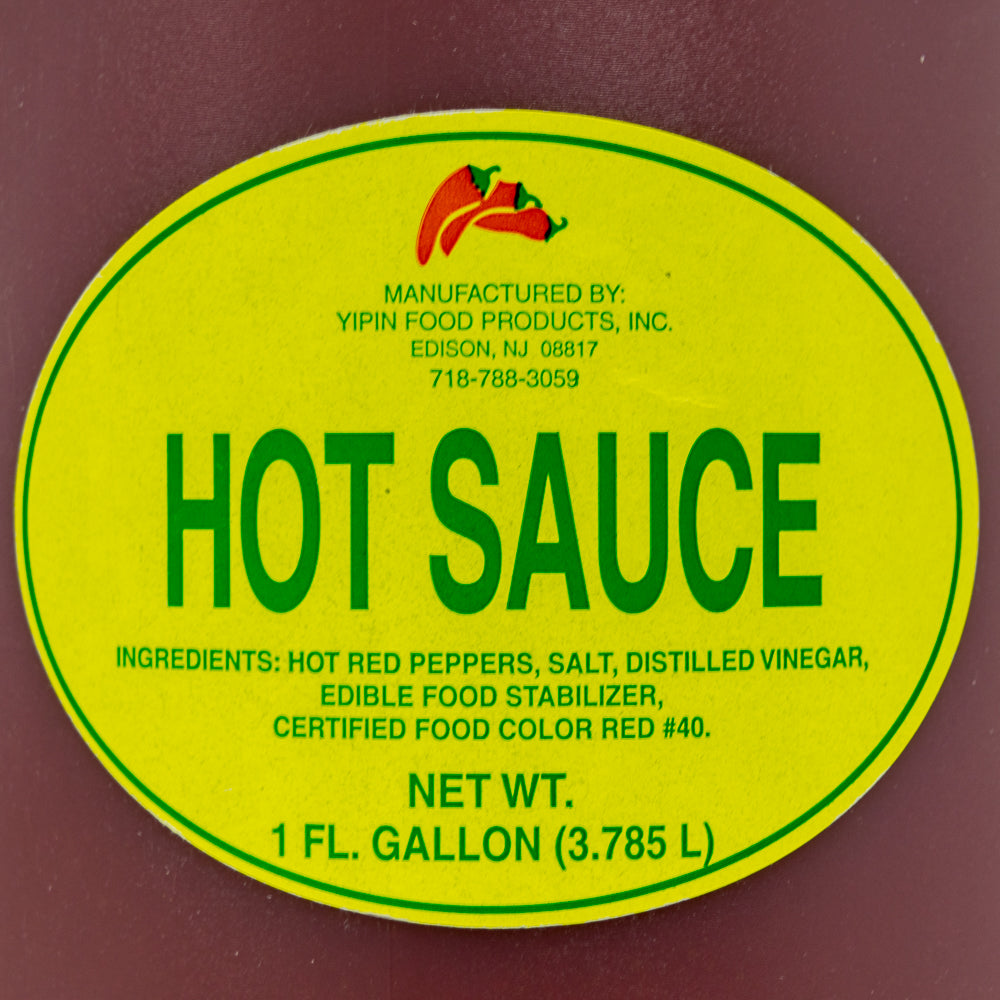 MANUFACTURED BY:
YIPIN FOOD PRODUCTS, INC.
EDISON, NJ 08817
718-788-3059
HOT SAUCE
INGREDIENTS: HOT RED PEPPERS, SALT, DISTILLED VINEGAR,
EDIBLE FOOD STABILIZER,
CERTIFIED FOOD COLOR RED #40.
NET WT.
1 FL. GALLON (3.785 L)